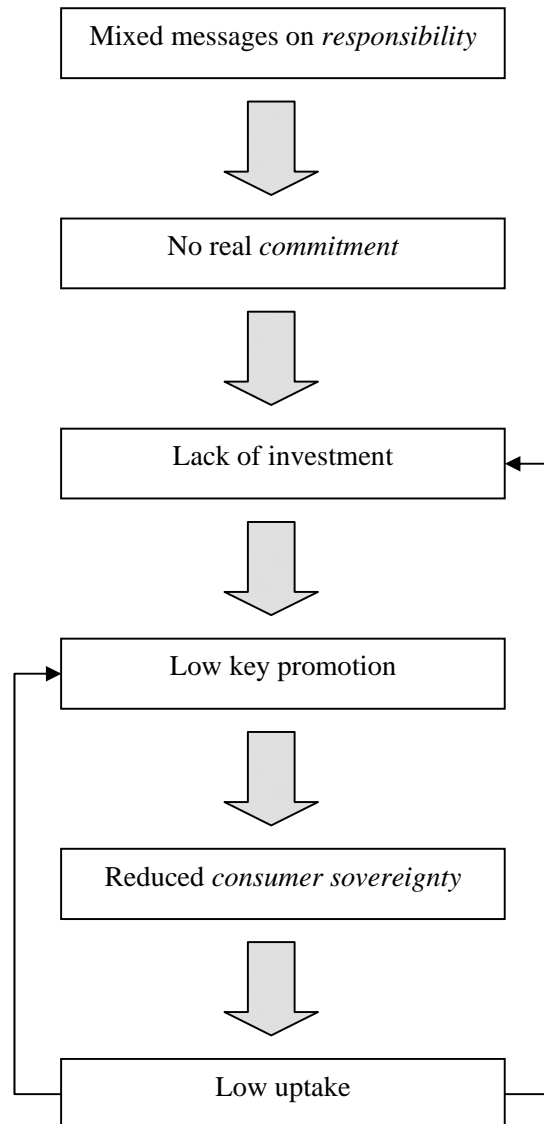 Mixed messages on responsibility
No real commitment
Lack of investment
Low key promotion
Reduced consumer sovereignty
Low uptake